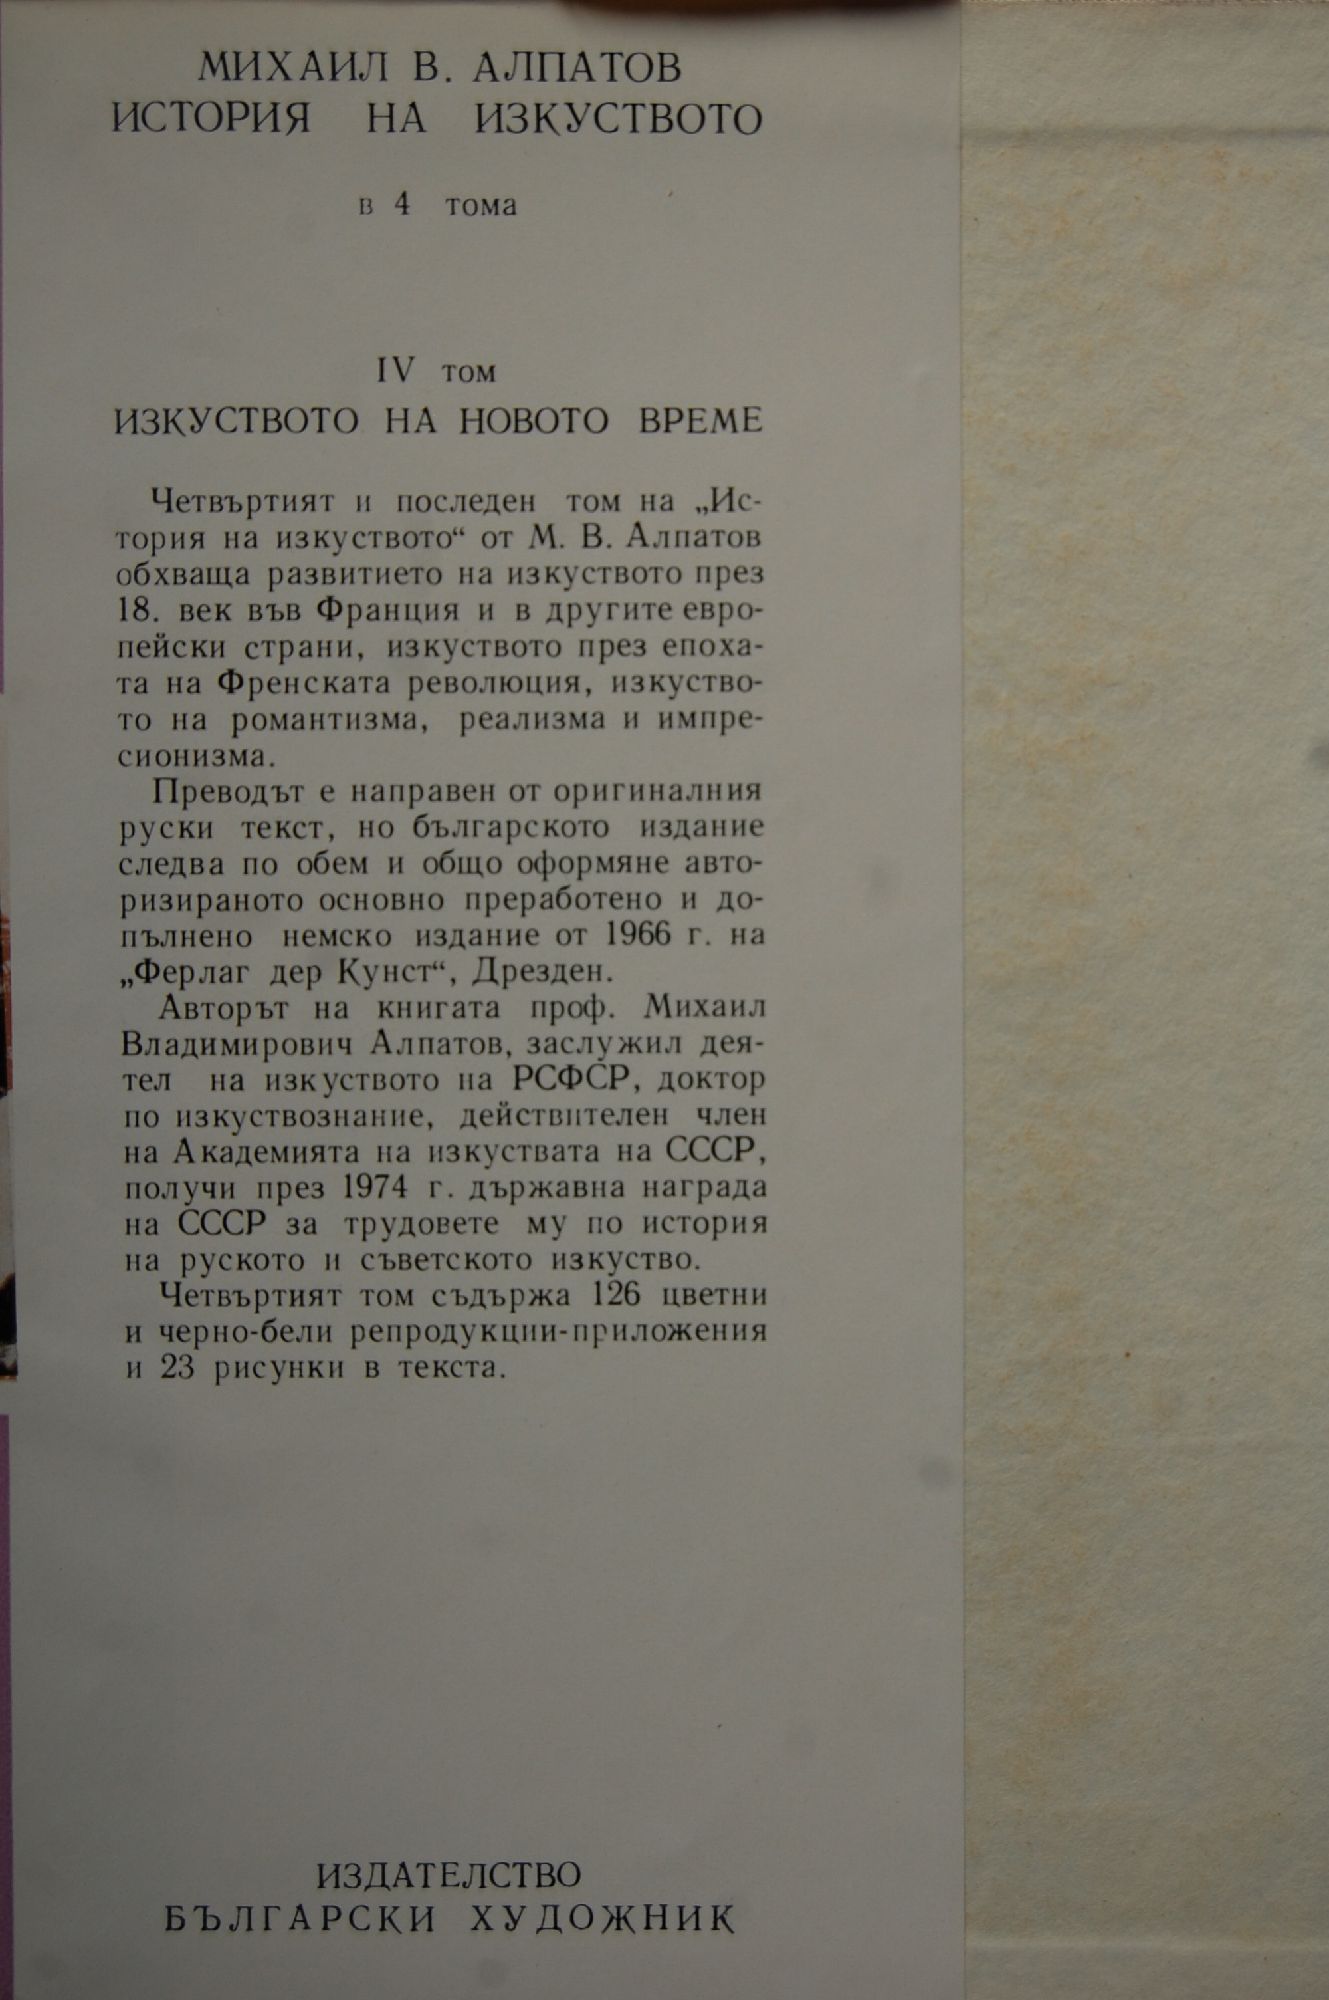 МИХАИЛ В. АЛПАТОВ
ИСТОРИЯ НА ИЗКУСТВОТО
в 4 тома
IV том
ИЗКУСТВОТО НА НОВОТО ВРЕМЕ
Четвъртият и последен том на „Ис-
тория на изкуството“ от М. В. Алпатов
обхваща развитието на изкуството през
18. век във Франция и в другите евро-
пейски страни, изкуството през епоха-
та на Френската революция, изкуство-
то на романтизма, реализма и импре-
сионизма.
Преводът е направен от оригиналния
руски текст, но българското издание
следва по обем и общо оформяне авто-
ризираното основно преработено и до-
пълнено немско издание от 1966 г. на
„Ферлаг дер Кунст“, Дрезден.
Авторът на книгата проф. Михаил
Владимирович Алпатов, заслужил дея-
тел на изкуството на РСФСР, доктор
по изкуствознание, действителен член
на Академията на изкуствата на СССР,
получи през 1974 г. държавна награда
на СССР за трудовете му по история
на руското и съветското изкуство.
Четвъртият том съдържа 126 цветни
и черно-бели репродукции-приложения
и 23 рисунки в текста.
ИЗДАТЕЛСТВО
БЪЛГАРСКИ ХУДОЖНИК